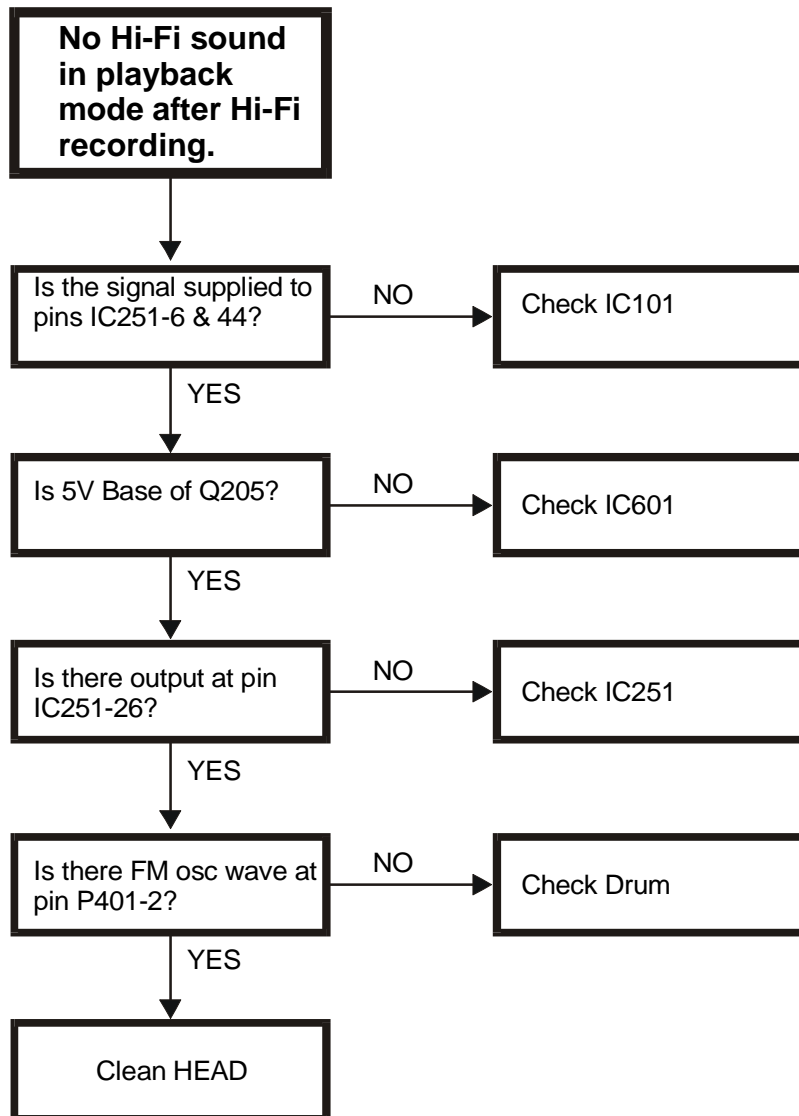 No Hi-Fi sound
in playback
mode after Hi-Fi
recording.
Is the signal supplied to
pins IC251-6 & 44?
NO
Check IC101
YES
Is 5V Base of Q205?
NO
Check IC601
YES
Is there output at pin
IC251-26?
NO
Check IC251
YES
Is there FM osc wave at
pin P401-2?
NO
Check Drum
YES
Clean HEAD